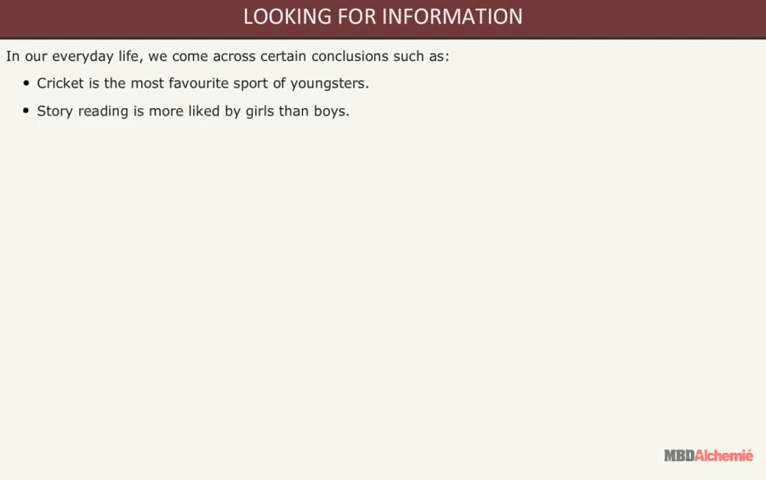 LOOKING FOR INFORMATION
In our everyday life, we come across certain conclusions such as:
• Cricket is the most favourite sport of youngsters.
• Story reading is more liked by girls than boys.
MBDAlchemié